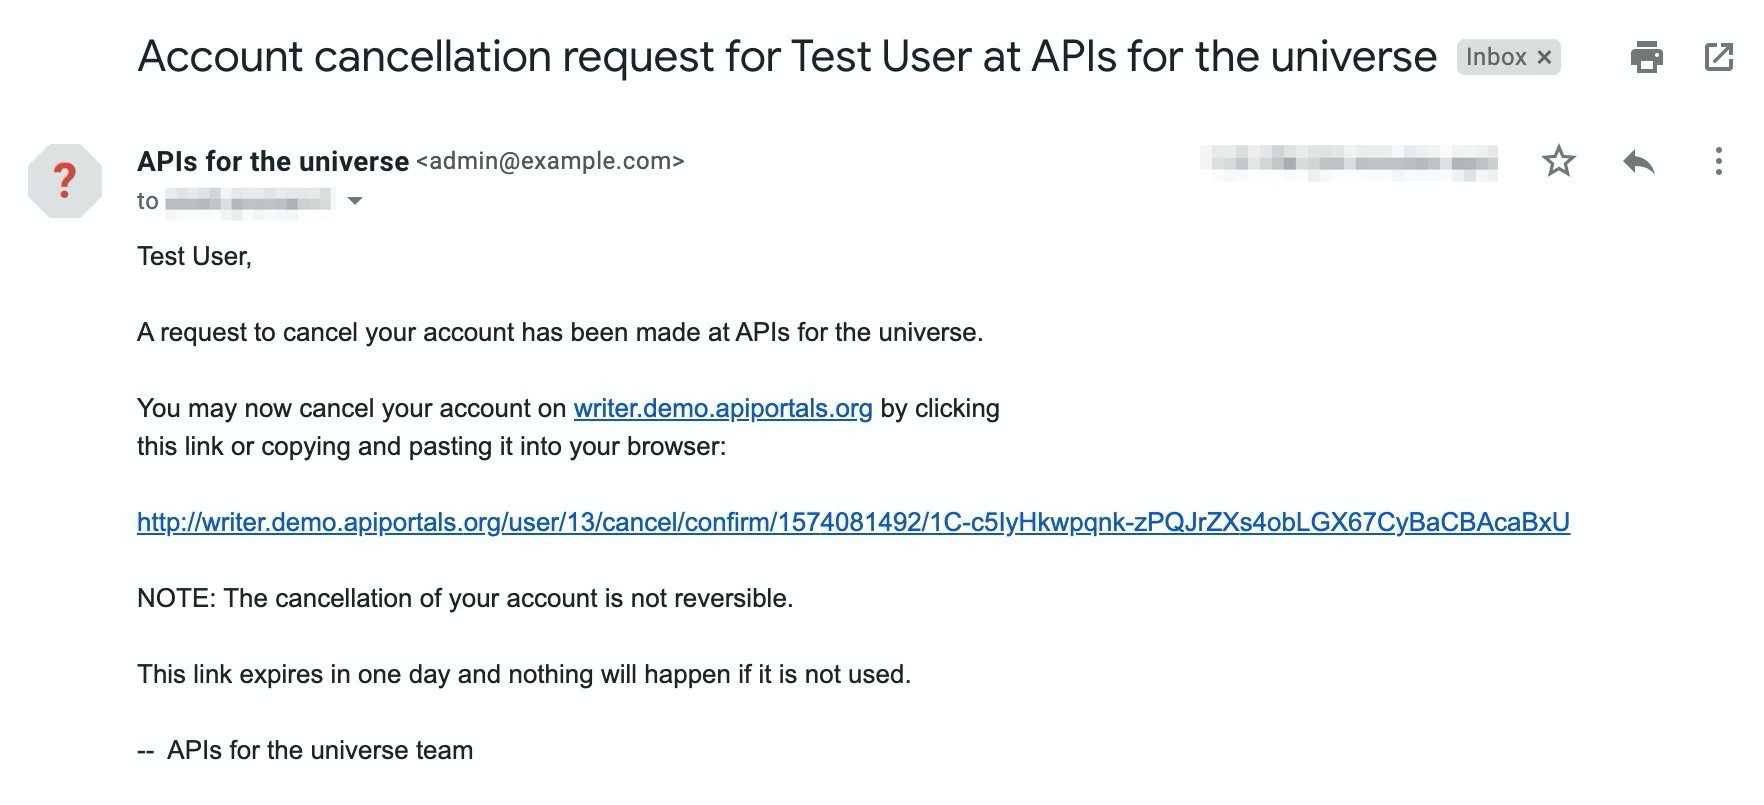 Account cancellation request for Test User at APIs for the universe Inbox ×
? APIs for the universe <admin@example.com>
to
Test User,
A request to cancel your account has been made at APIs for the universe.
You may now cancel your account on writer.demo.apiportals.org by clicking
this link or copying and pasting it into your browser:
http://writer.demo.apiportals.org/user/13/cancel/confirm/1574081492/1C-c5IyHkwpqnk-zPQJrZXs4obLGX67CyBaCBAcaBxU
NOTE: The cancellation of your account is not reversible.
This link expires in one day and nothing will happen if it is not used.
-- APIs for the universe team